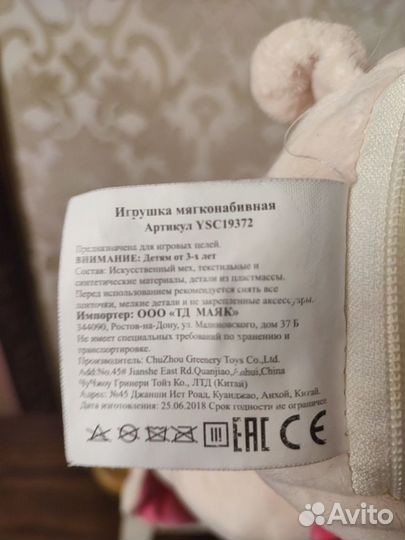 Игрушка мягконабивная
Артикул YSC19372
Предназначена для игровых целей.
ВНИМАНИЕ: Детям от 3-х лет
Состав: Искусственный мех, текстильные и
синтетические материалы, детали из пластмассы.
Перед использованием рекомендуется снять все
ленточки, мелкие детали и не закрепленные аксессуары.
Импортер: ООО «ТД МАЯК»
344090, Ростов-на-Дону, ул. Малиновского, дом 37 Б
Не имеет специальных требований по хранению и
транспортировке.
Производитель: ChuZhou Greenery Toys Co.,Ltd.
Add:No.45# Jianshe East Rd.Quanjiao,Anhui,China
ЧуЧжоу Гринери Тойз Ко., ЛТД (Китай)
Адрес: №45 Джанши Ист Роад, Куанджао, Анхой, Китай.
Дата изготовления: 25.06.2018 Срок годности не ограничен
EAC CE
Avito